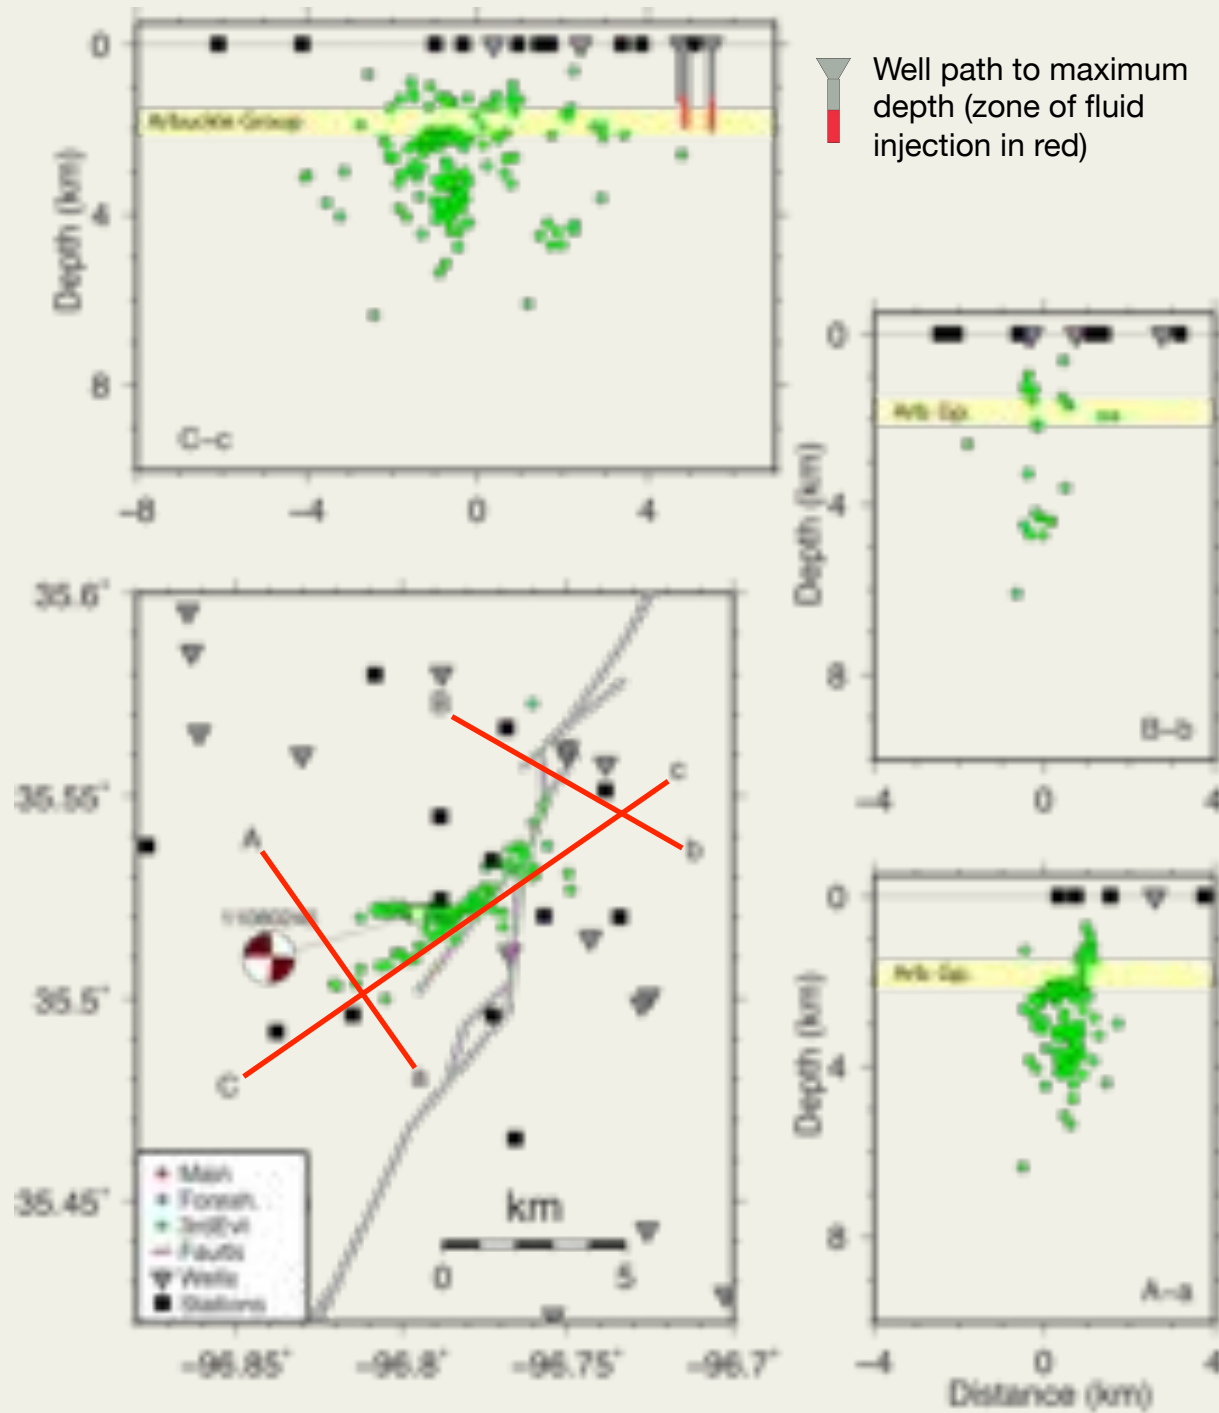 0
Well path to maximum
depth (zone of fluid
injection in red)
Arbuckle Group
4
Depth (km)
8
C–c
–8
–4
0
4
0
Arb. Gp.
4
Depth (km)
8
B–b
–4
0
4
35.6°
B
c
35.55°
A
b
35.5°
a
C
35.45°
km
0
5
Main
Foresh.
3rdEvt
Faults
Wells
Stations
–96.85°
–96.8°
–96.75°
–96.7°
0
Arb. Gp.
4
Depth (km)
8
A–a
–4
0
4
Distance (km)